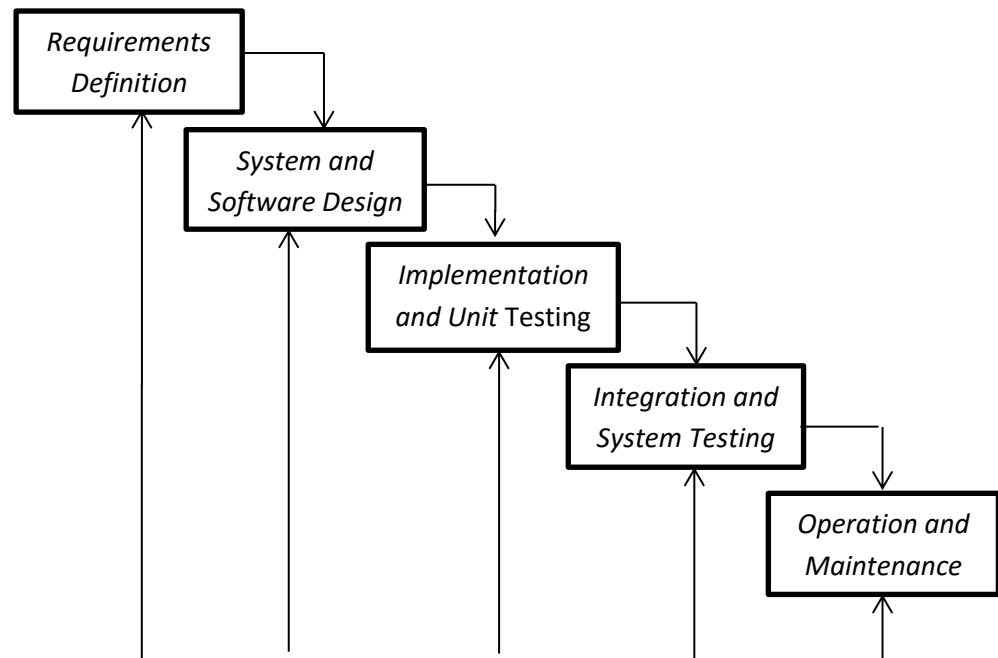 Requirements
Definition
System and
Software Design
Implementation
and Unit Testing
Integration and
System Testing
Operation and
Maintenance